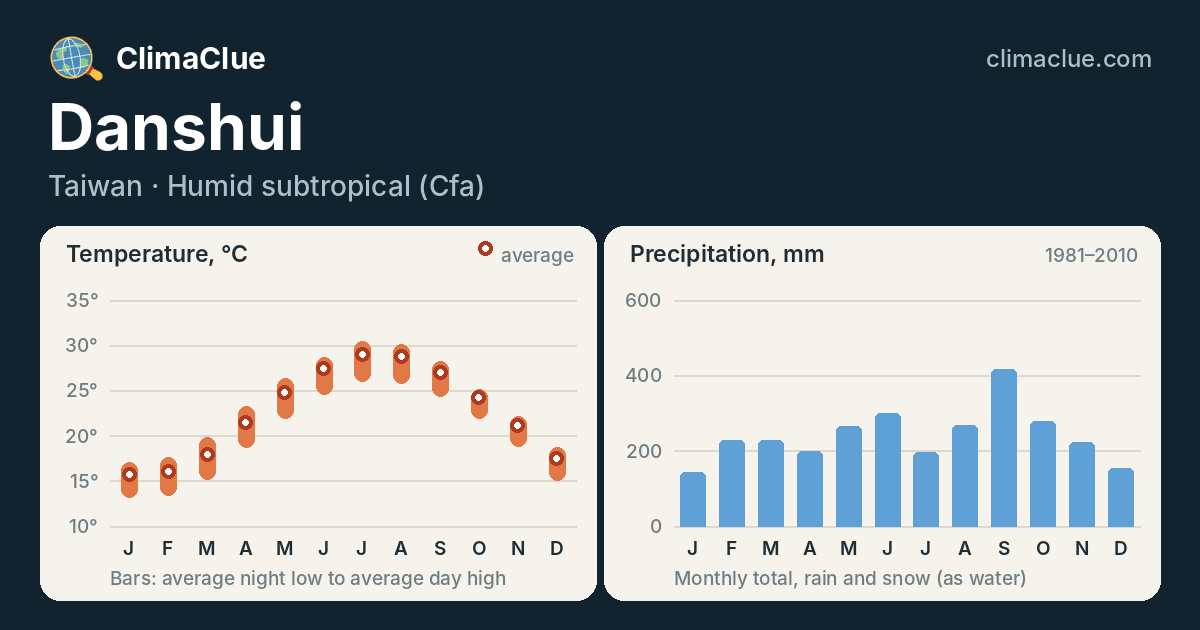 ClimaClue
climaclue.com
Danshui
Taiwan · Humid subtropical (Cfa)
Temperature, °C
average
35°
30°
25°
20°
15°
10°
J F M A M J J A S O N D
Bars: average night low to average day high
Precipitation, mm
1981–2010
600
400
200
0
J F M A M J J A S O N D
Monthly total, rain and snow (as water)